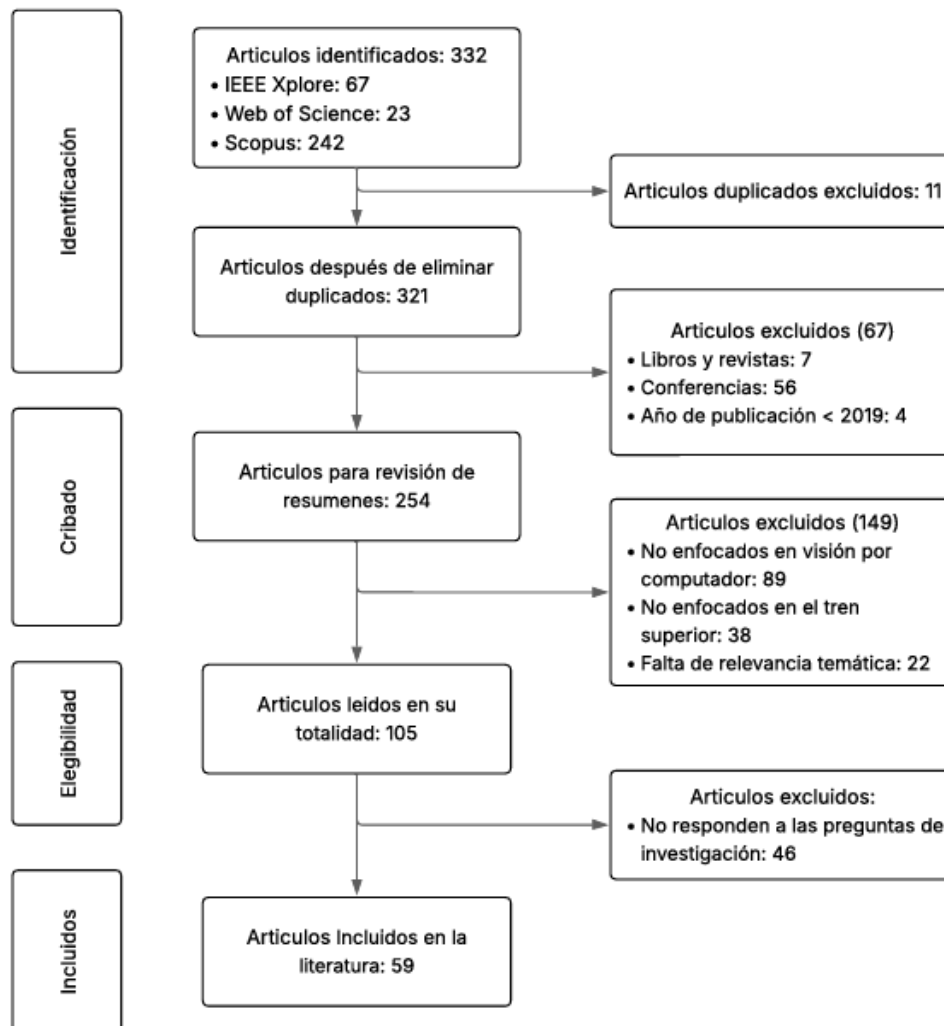 Identificación
Articulos identificados: 332
• IEEE Xplore: 67
• Web of Science: 23
• Scopus: 242
Articulos duplicados excluidos: 11
Articulos después de eliminar
duplicados: 321
Articulos excluidos (67)
• Libros y revistas: 7
• Conferencias: 56
• Año de publicación < 2019: 4
Cribado
Articulos para revisión de
resumenes: 254
Articulos excluidos (149)
• No enfocados en visión por
computador: 89
• No enfocados en el tren
superior: 38
• Falta de relevancia temática: 22
Elegibilidad
Articulos leidos en su
totalidad: 105
Articulos excluidos:
• No responden a las preguntas de
investigación: 46
Incluidos
Articulos Incluidos en la
literatura: 59